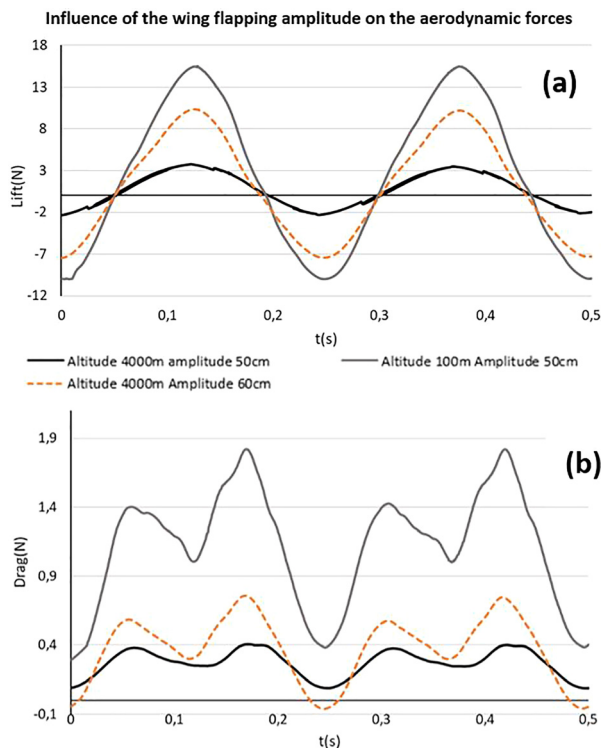 Influence of the wing flapping amplitude on the aerodynamic forces
(a)
18
13
8
3
-2
-7
-12
Lift(N)
0 0,1 0,2 0,3 0,4 0,5
t(s)
Altitude 4000m amplitude 50cm Altitude 100m Amplitude 50cm
Altitude 4000m Amplitude 60cm
(b)
1,9
1,4
0,9
0,4
-0,1
Drag(N)
0 0,1 0,2 0,3 0,4 0,5
t(s)